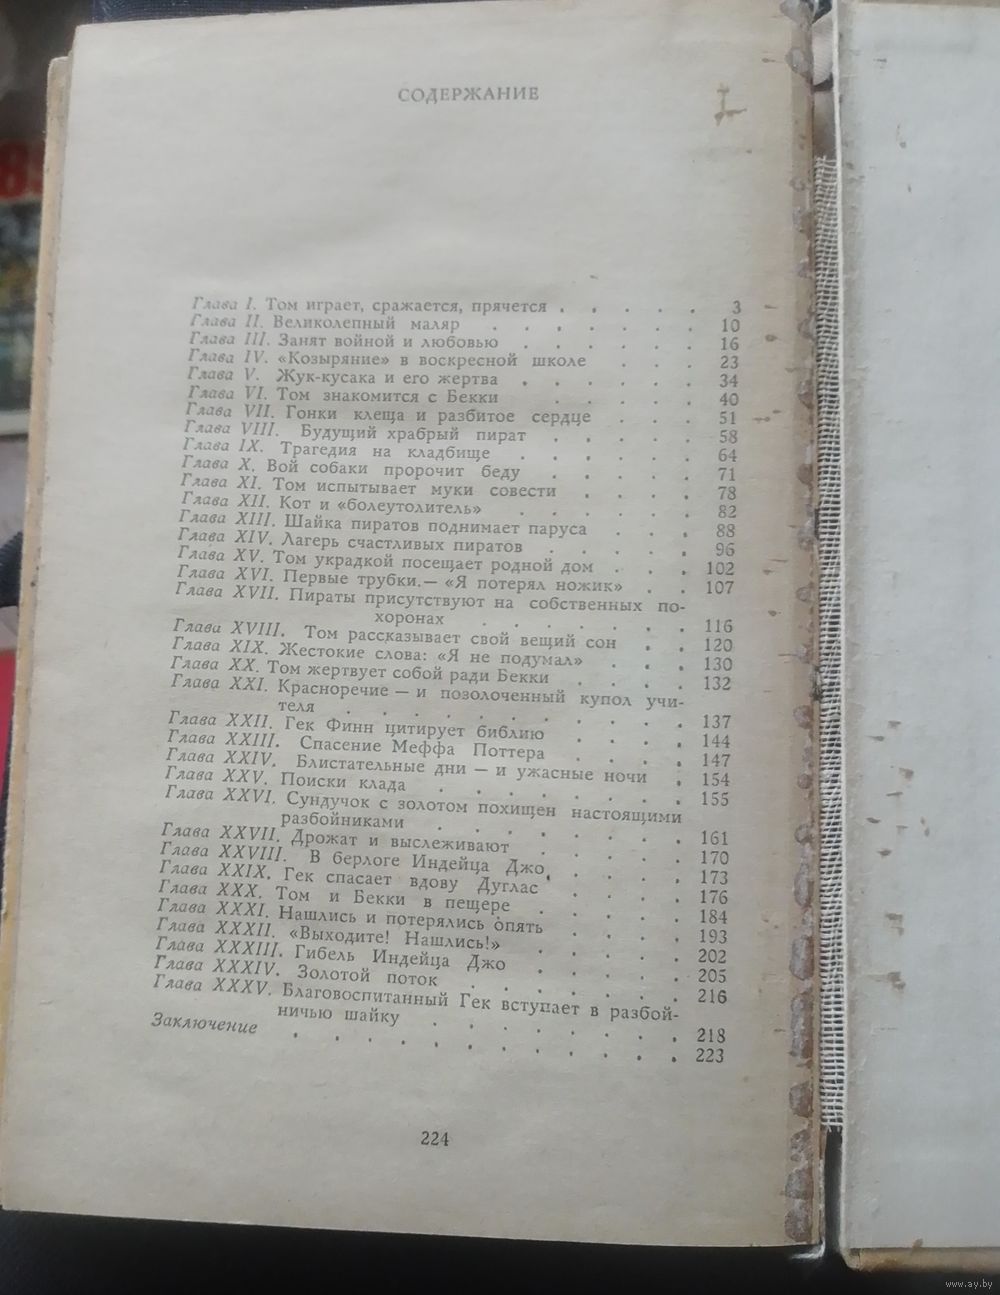 СОДЕРЖАНИЕ
Глава I. Том играет, сражается, прячется . . . . . 3
Глава II. Великолепный маляр . . . . . . 10
Глава III. Занят войной и любовью . . . . . 16
Глава IV. «Козыряние» в воскресной школе . . . 23
Глава V. Жук-кусака и его жертва . . . . . . 34
Глава VI. Том знакомится с Бекки . . . . . 40
Глава VII. Гонки клеща и разбитое сердце . . . 51
Глава VIII. Будущий храбрый пират . . . . . 58
Глава IX. Трагедия на кладбище . . . . . . 64
Глава X. Вой собаки пророчит беду . . . . . 71
Глава XI. Том испытывает муки совести . . . . 78
Глава XII. Кот и «болеутолитель» . . . . . 82
Глава XIII. Шайка пиратов поднимает паруса . . . 88
Глава XIV. Лагерь счастливых пиратов . . . . . 96
Глава XV. Том украдкой посещает родной дом . . . 102
Глава XVI. Первые трубки.— «Я потерял ножик» . . 107
Глава XVII. Пираты присутствуют на собственных по-
хоронах . . . . . . . 116
Глава XVIII. Том рассказывает свой вещий сон . . 120
Глава XIX. Жестокие слова: «Я не подумал» . . . 130
Глава XX. Том жертвует собой ради Бекки . . . . 132
Глава XXI. Красноречие — и позолоченный купол учи-
теля . . . . . . . . . . 137
Глава XXII. Гек Финн цитирует библию . . . . 144
Глава XXIII. Спасение Меффа Поттера . . . . 147
Глава XXIV. Блистательные дни — и ужасные ночи . 154
Глава XXV. Поиски клада . . . . . . . 155
Глава XXVI. Сундучок с золотом похищен настоящими
разбойниками . . . . . . . 161
Глава XXVII. Дрожат и выслеживают . . . . . 170
Глава XXVIII. В берлоге Индейца Джо . . . . 173
Глава XXIX. Гек спасает вдову Дуглас . . . . 176
Глава XXX. Том и Бекки в пещере . . . . . 184
Глава XXXI. Нашлись и потерялись опять . . . . 193
Глава XXXII. «Выходите! Нашлись!» . . . . . 202
Глава XXXIII. Гибель Индейца Джо . . . . . 205
Глава XXXIV. Золотой поток . . . . . . . 216
Глава XXXV. Благовоспитанный Гек вступает в разбой-
ничью шайку . . . . . . . 218
Заключение . . . . . . . . . . 223
224
www.ay.by